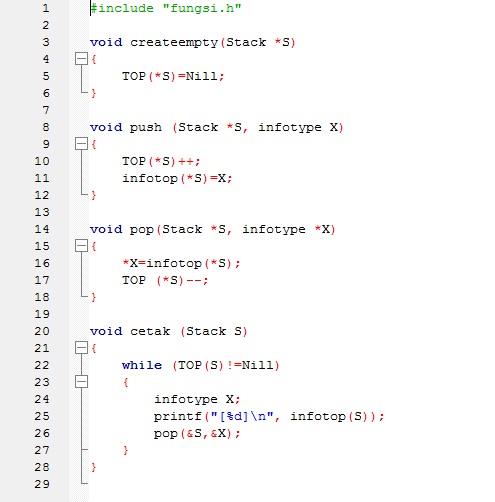 1 #include "fungsi.h"
2
3 void createempty(Stack *S)
4 {
5 TOP(*S)=Nill;
6 }
7
8 void push (Stack *S, infotype X)
9 {
10 TOP(*S)++;
11 infotop(*S)=X;
12 }
13
14 void pop(Stack *S, infotype *X)
15 {
16 *X=infotop(*S);
17 TOP (*S)--;
18 }
19
20 void cetak (Stack S)
21 {
22 while (TOP(S)!=Nill)
23 {
24 infotype X;
25 printf("[%d]\n", infotop(S));
26 pop(&S,&X);
27 }
28 }
29